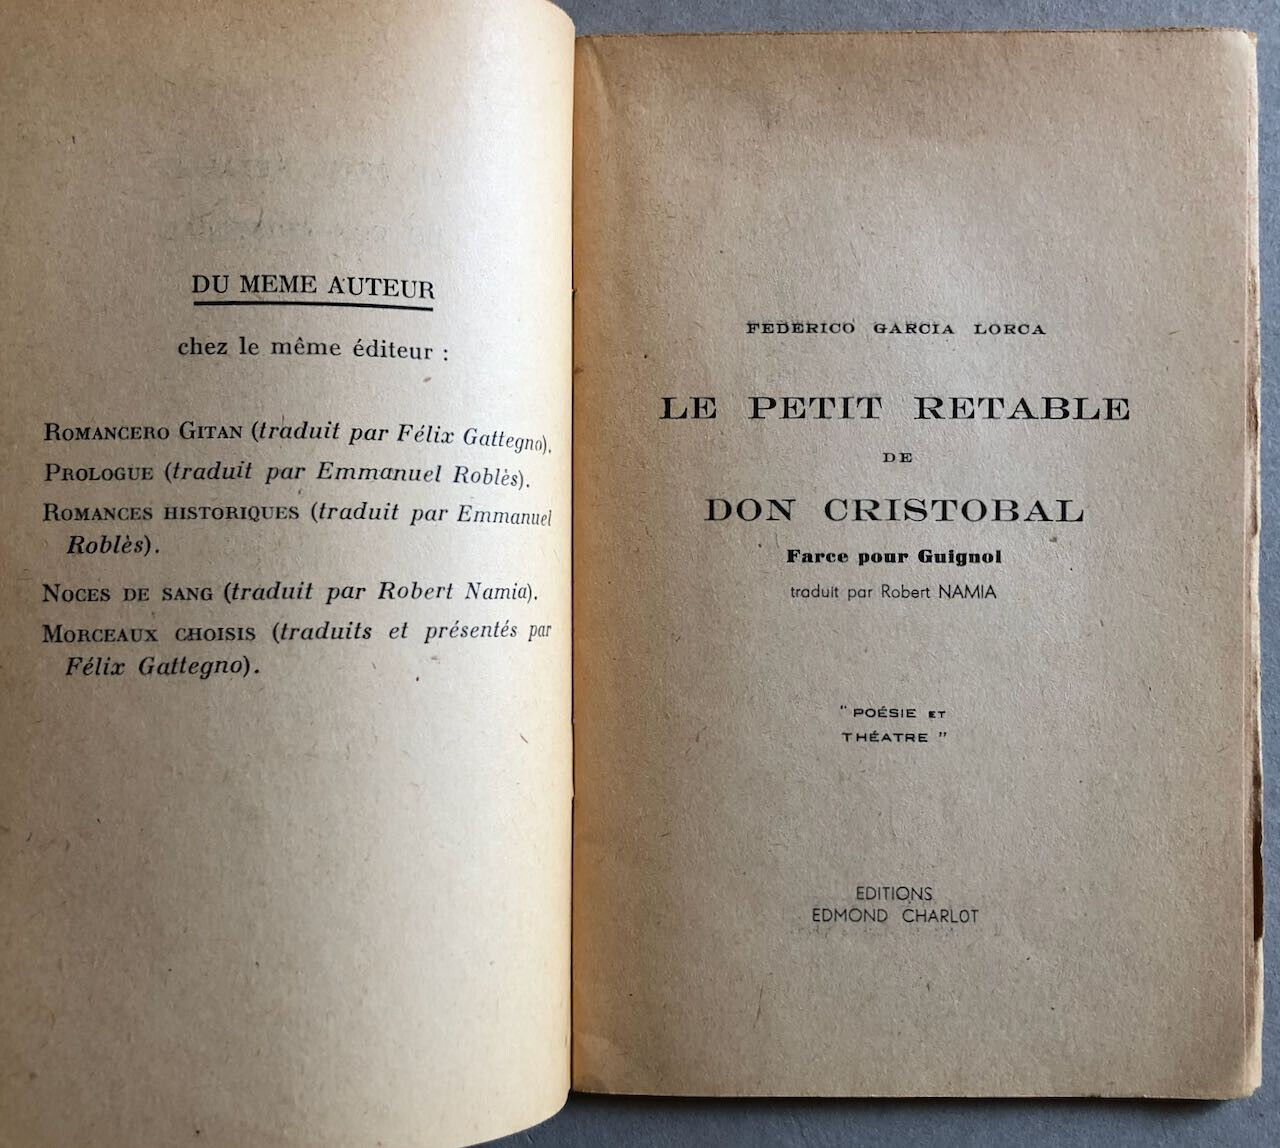 DU MEME AUTEUR
chez le même éditeur :
ROMANCERO GITAN (traduit par Félix Gattegno).
PROLOGUE (traduit par Emmanuel Roblès).
ROMANCES HISTORIQUES (traduit par Emmanuel
Roblès).
NOCES DE SANG (traduit par Robert Namia).
MORCEAUX CHOISIS (traduits et présentés par
Félix Gattegno).
FEDERICO GARCIA LORCA
LE PETIT RETABLE
DE
DON CRISTOBAL
Farce pour Guignol
traduit par Robert NAMIA
" POÉSIE ET
THÉATRE "
EDITIONS
EDMOND CHARLOT